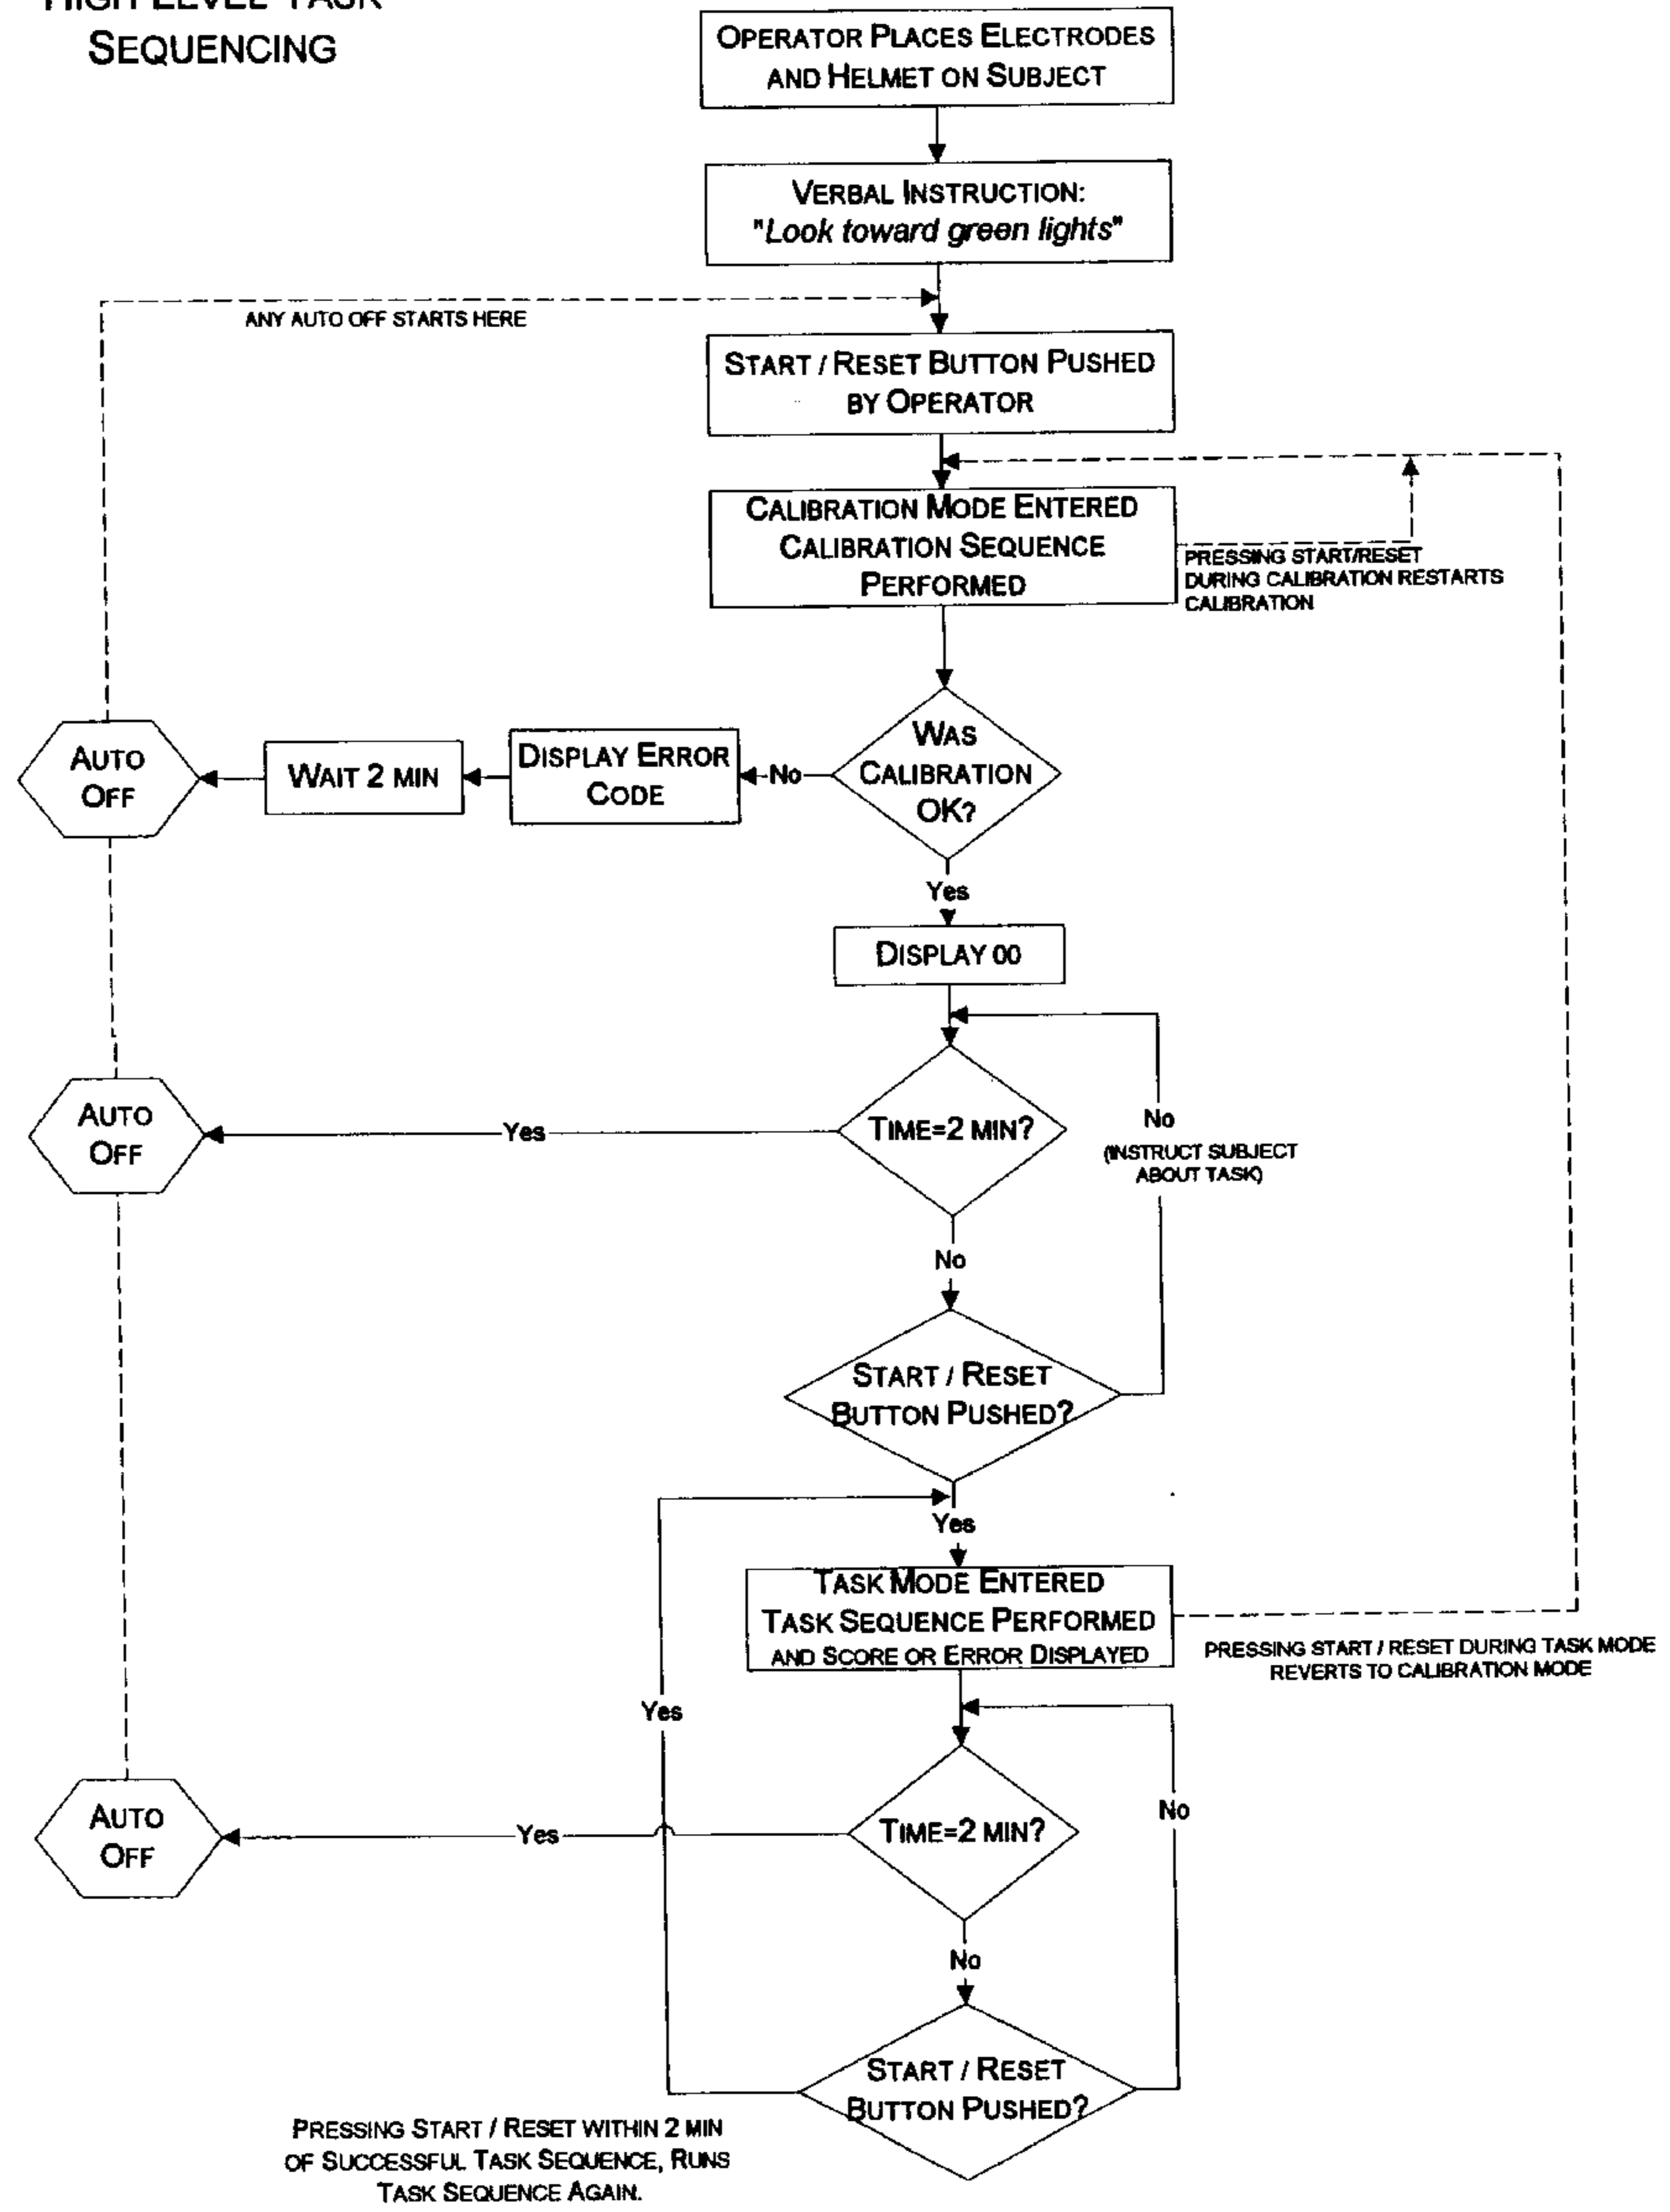 HIGH LEVEL TASK
SEQUENCING
OPERATOR PLACES ELECTRODES
AND HELMET ON SUBJECT
VERBAL INSTRUCTION:
"Look toward green lights"
ANY AUTO OFF STARTS HERE
START / RESET BUTTON PUSHED
BY OPERATOR
CALIBRATION MODE ENTERED
CALIBRATION SEQUENCE
PERFORMED
PRESSING START/RESET
DURING CALIBRATION RESTARTS
CALIBRATION
WAS
CALIBRATION
OK?
No
DISPLAY ERROR
CODE
WAIT 2 MIN
AUTO
OFF
Yes
DISPLAY 00
TIME=2 MIN?
Yes
AUTO
OFF
No
(INSTRUCT SUBJECT
ABOUT TASK)
No
START / RESET
BUTTON PUSHED?
Yes
TASK MODE ENTERED
TASK SEQUENCE PERFORMED
AND SCORE OR ERROR DISPLAYED
PRESSING START / RESET DURING TASK MODE
REVERTS TO CALIBRATION MODE
Yes
TIME=2 MIN?
No
Yes
AUTO
OFF
No
START / RESET
BUTTON PUSHED?
PRESSING START / RESET WITHIN 2 MIN
OF SUCCESSFUL TASK SEQUENCE, RUNS
TASK SEQUENCE AGAIN.